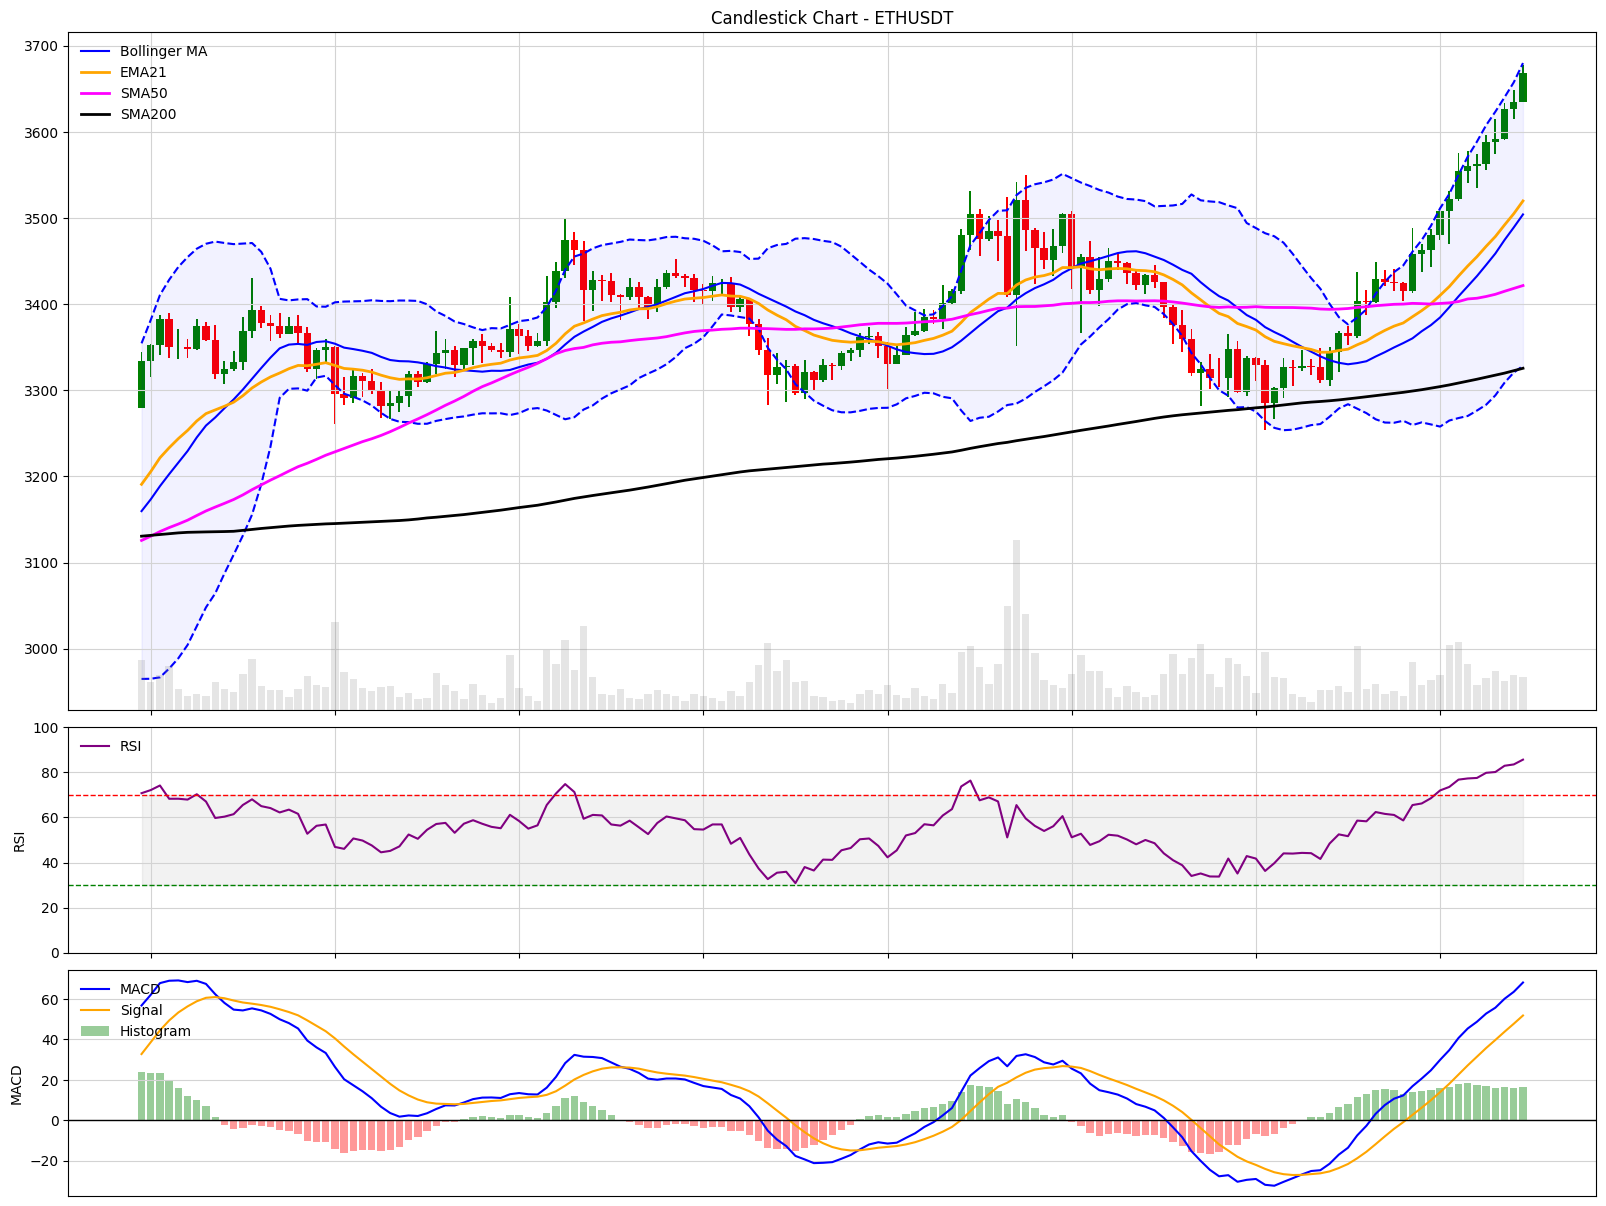 Candlestick Chart - ETHUSDT
Bollinger MA
EMA21
SMA50
SMA200
3700
3600
3500
3400
3300
3200
3100
3000
RSI
100
80
60
40
20
0
RSI
MACD
Signal
Histogram
60
40
20
0
−20
MACD